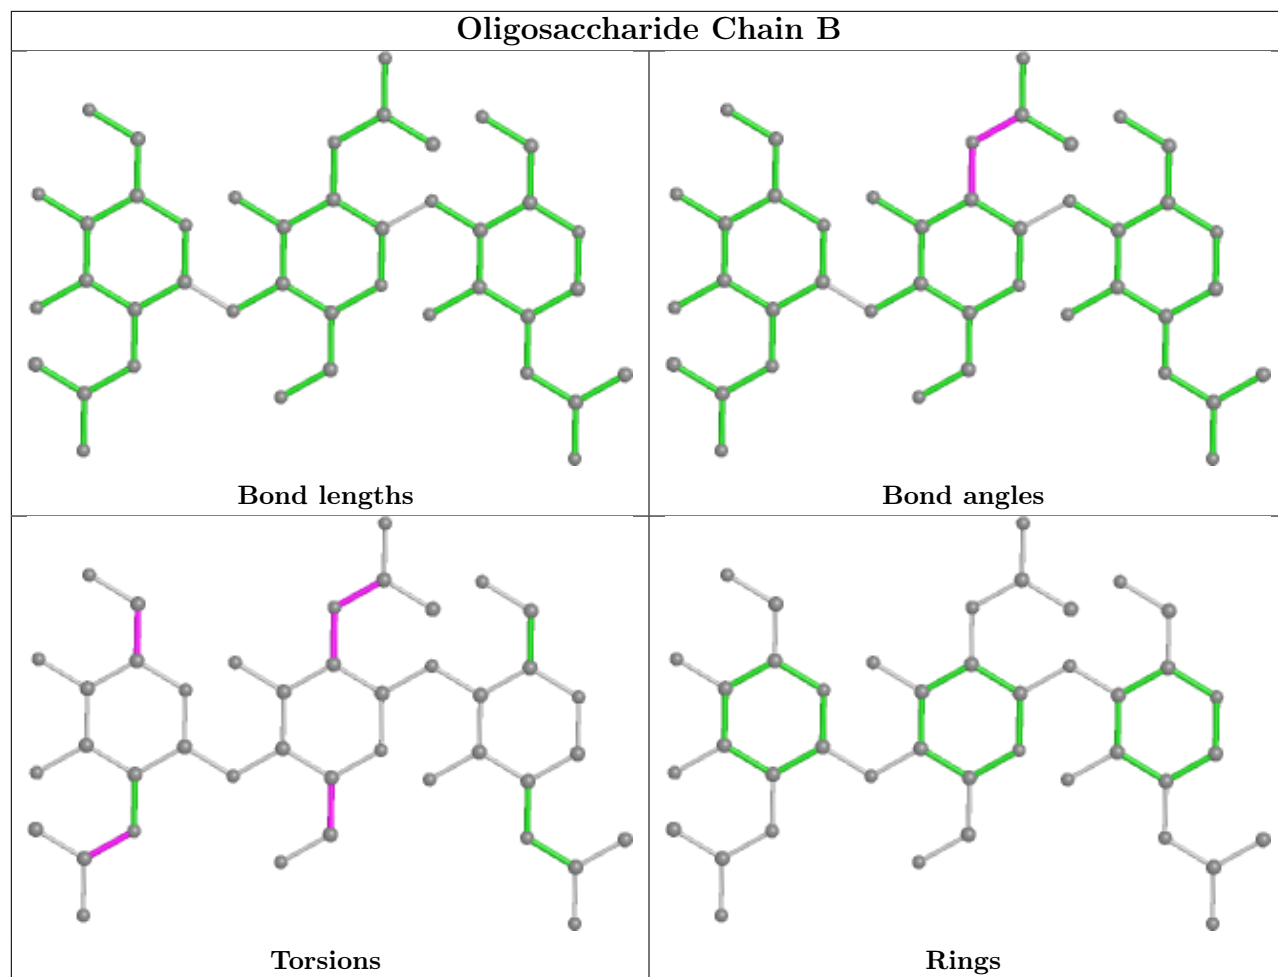 Oligosaccharide Chain B
Bond lengths
Bond angles
Torsions
Rings